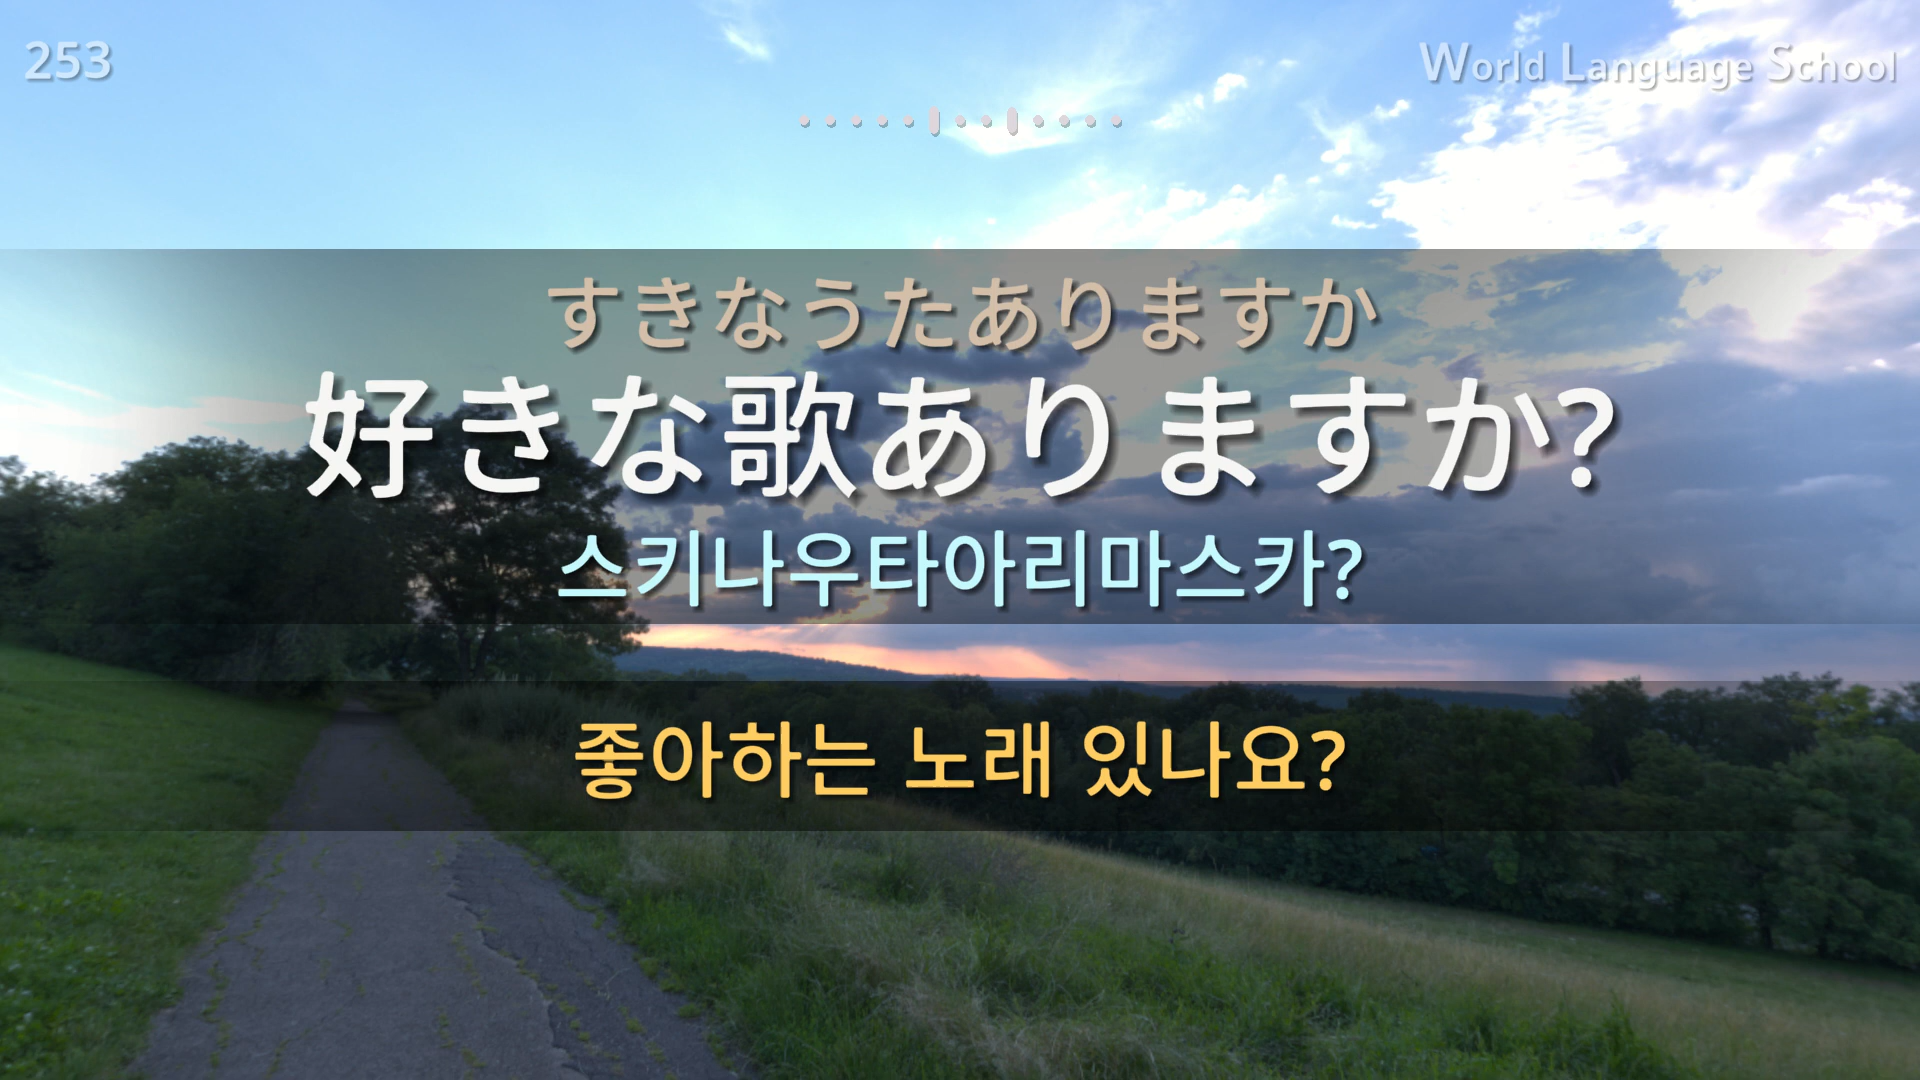 253
World Language School
すきなうたありますか
好きな歌ありますか?
스키나우타아리마스카?
좋아하는 노래 있나요?